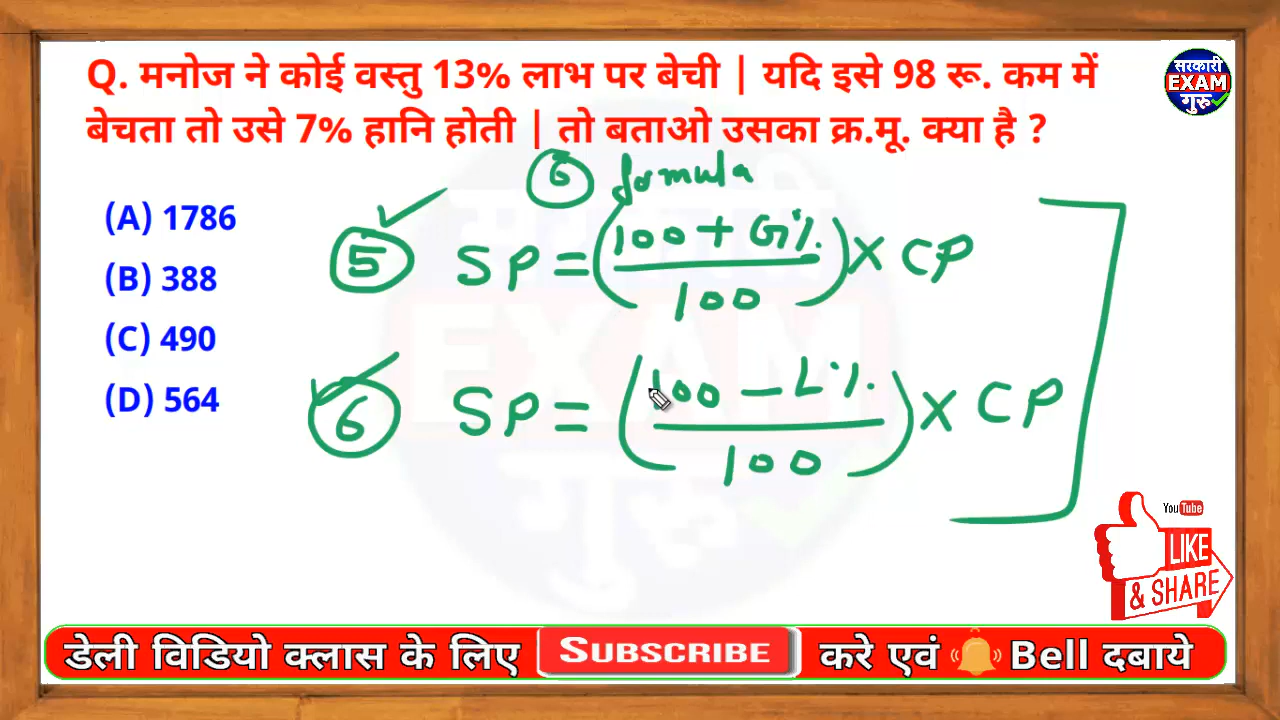 Q. मनोज ने कोई वस्तु 13% लाभ पर बेची | यदि इसे 98 रू. कम में
बेचता तो उसे 7% हानि होती | तो बताओ उसका क्र.मू. क्या है ?
सरकारी
EXAM
गुरु
6 formula
(A) 1786
(B) 388
(C) 490
(D) 564
5 SP = (100 + G% / 100) × CP
6 SP = (100 - L% / 100) × CP
EXAM
गुरु
YouTube
LIKE
& SHARE
डेली विडियो क्लास के लिए SUBSCRIBE करे एवं Bell दबाये